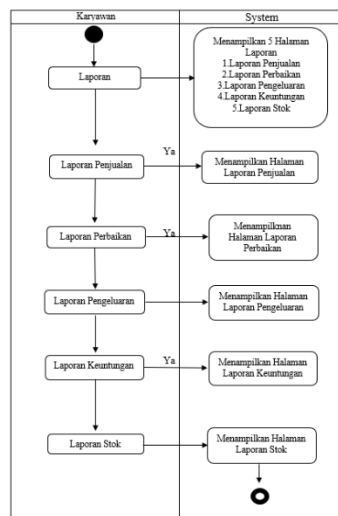 Karyawan
System
Laporan
Menampilkan 5 Halaman
Laporan
1.Laporan Penjualan
2.Laporan Perbaikan
3.Laporan Pengeluaran
4.Laporan Keuntungan
5.Laporan Stok
Laporan Penjualan
Ya
Menampilkan Halaman
Laporan Penjualan
Laporan Perbaikan
Ya
Menampilknan
Halaman Laporan
Perbaikan
Laporan Pengeluaran
Menampilkan Halaman
Laporan Pengeluaran
Laporan Keuntungan
Ya
Menampilkan Halaman
Laporan Keuntungan
Laporan Stok
Menampilkan Halaman
Laporan Stok